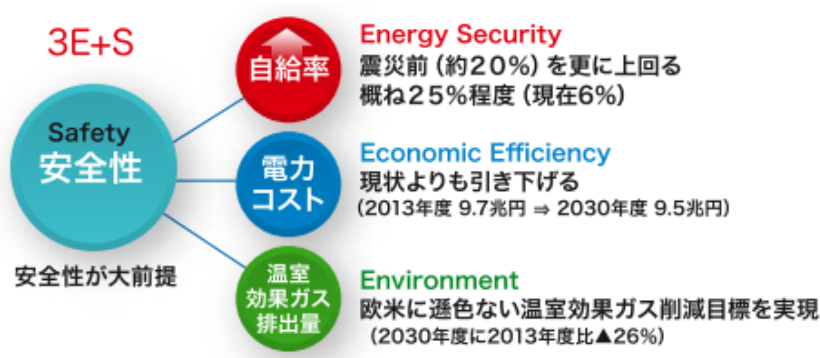 3E+S
Safety
安全性
安全性が大前提
自給率
Energy Security
震災前（約20％）を更に上回る
概ね25％程度（現在6％）
電力
コスト
Economic Efficiency
現状よりも引き下げる
（2013年度 9.7兆円 ⇒ 2030年度 9.5兆円）
温室
効果ガス
排出量
Environment
欧米に遜色ない温室効果ガス削減目標を実現
（2030年度に2013年度比▲26％）